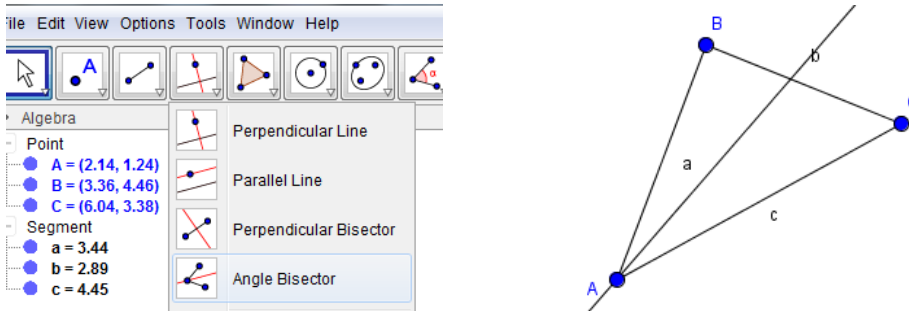 File Edit View Options Tools Window Help
A
α
Algebra
Point
A = (2.14, 1.24)
B = (3.36, 4.46)
C = (6.04, 3.38)
Segment
a = 3.44
b = 2.89
c = 4.45
Perpendicular Line
Parallel Line
Perpendicular Bisector
Angle Bisector
B
b
C
a
c
A